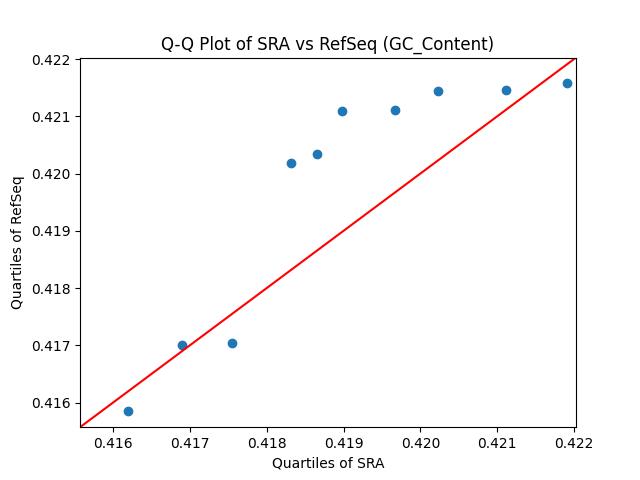 Q-Q Plot of SRA vs RefSeq (GC_Content)
0.422
0.421
0.420
0.419
0.418
0.417
0.416
Quartiles of RefSeq
0.416 0.417 0.418 0.419 0.420 0.421 0.422
Quartiles of SRA